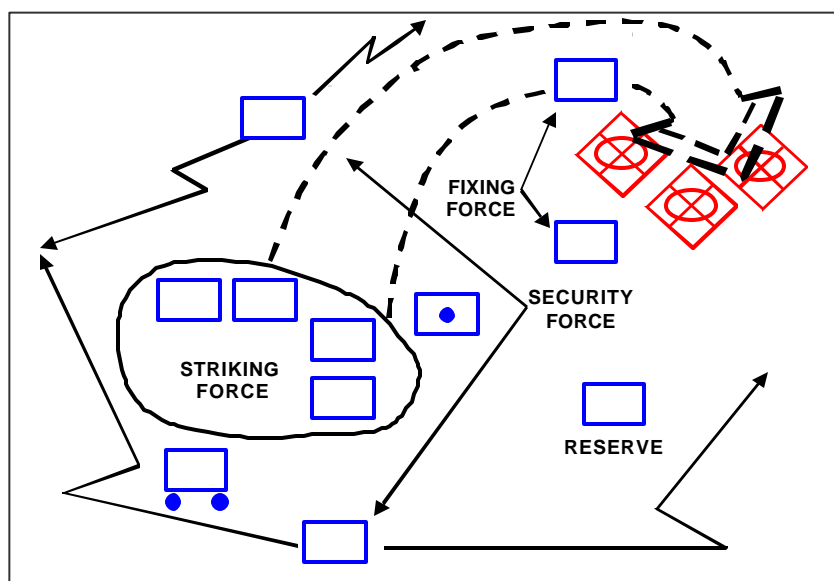 FIXING
FORCE
SECURITY
FORCE
STRIKING
FORCE
RESERVE